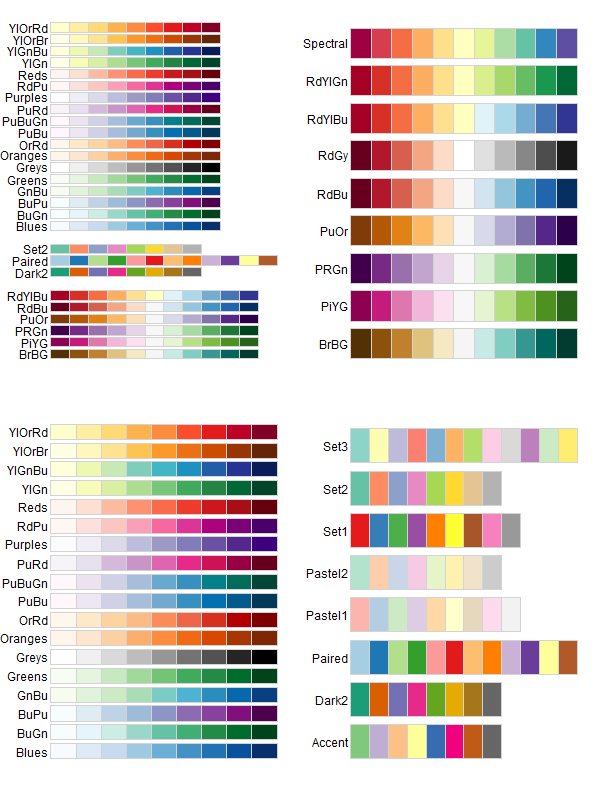 YlOrRd
YlOrBr
YlGnBu
YlGn
Reds
RdPu
Purples
PuRd
PuBuGn
PuBu
OrRd
Oranges
Greys
Greens
GnBu
BuPu
BuGn
Blues
Set2
Paired
Dark2
RdYlBu
RdBu
PuOr
PRGn
PiYG
BrBG
Spectral
RdYlGn
RdYlBu
RdGy
RdBu
PuOr
PRGn
PiYG
BrBG
YlOrRd
YlOrBr
YlGnBu
YlGn
Reds
RdPu
Purples
PuRd
PuBuGn
PuBu
OrRd
Oranges
Greys
Greens
GnBu
BuPu
BuGn
Blues
Set3
Set2
Set1
Pastel2
Pastel1
Paired
Dark2
Accent